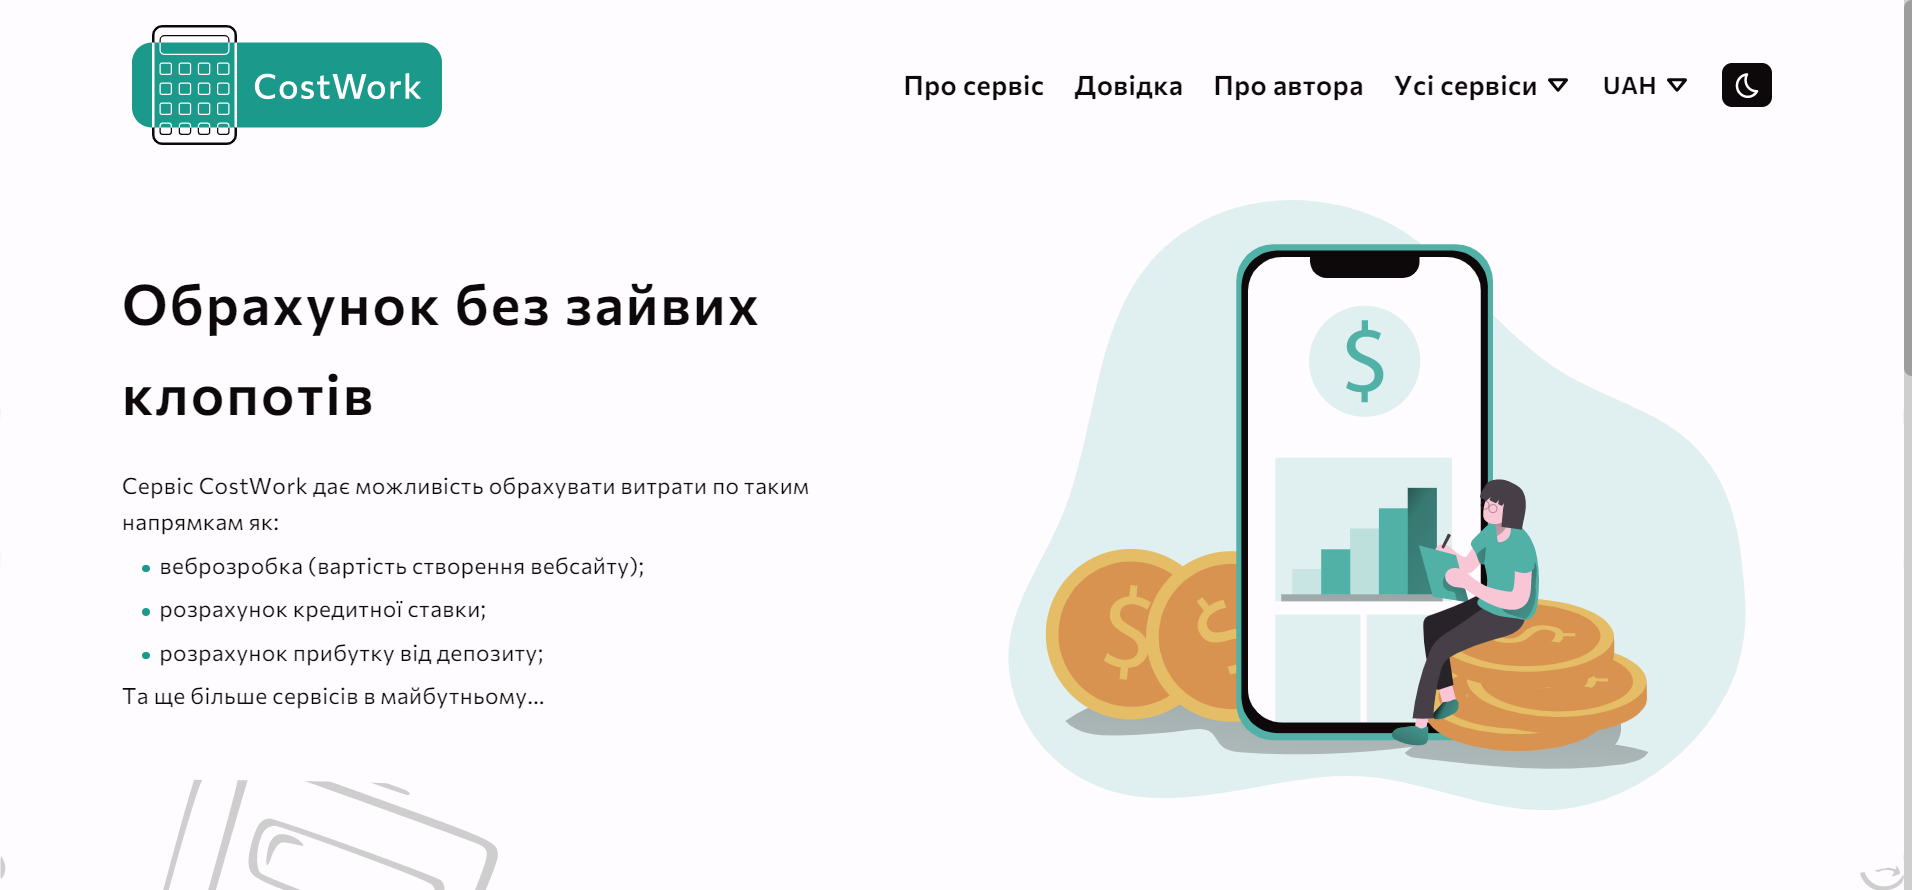 CostWork
Про сервіс Довідка Про автора Усі сервіси UAH
Обрахунок без зайвих
клопотів
Сервіс CostWork дає можливість обрахувати витрати по таким
напрямкам як:
веброзробка (вартість створення вебсайту);
розрахунок кредитної ставки;
розрахунок прибутку від депозиту;
Та ще більше сервісів в майбутньому...
$
$
$